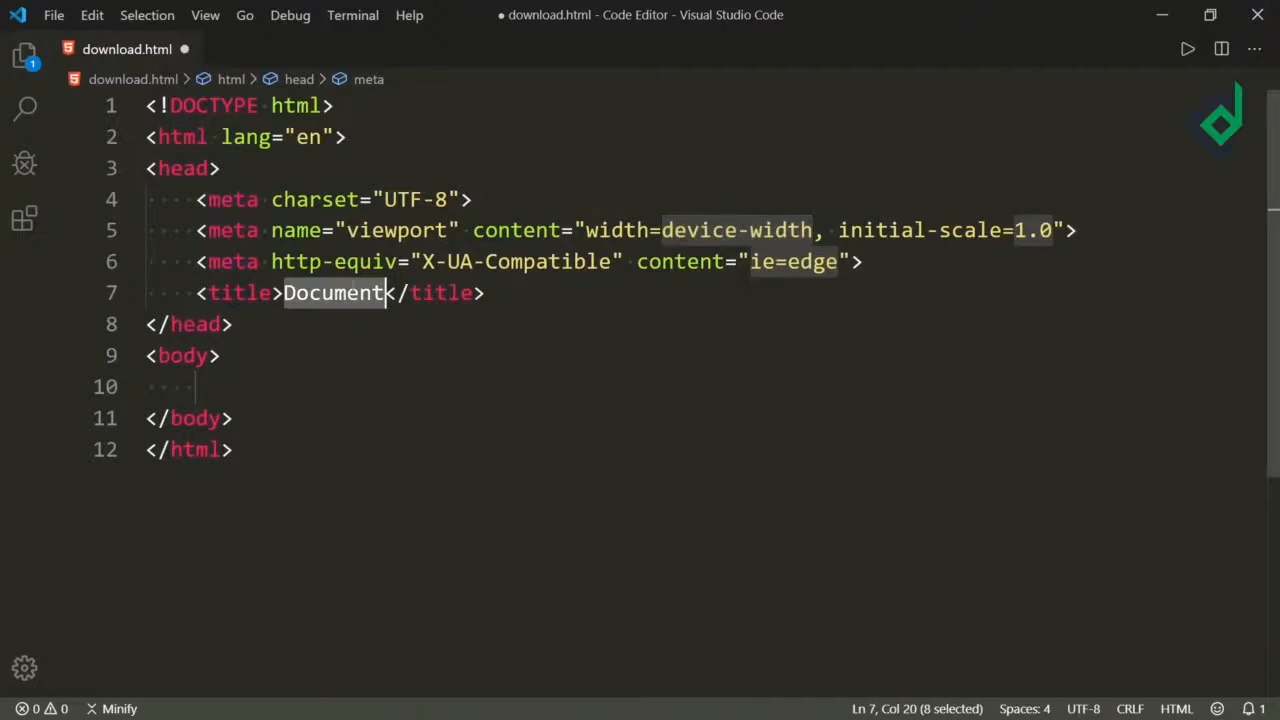 File Edit Selection View Go Debug Terminal Help ● download.html - Code Editor - Visual Studio Code
1
download.html ●
download.html > html > head > meta
1 <!DOCTYPE html>
2 <html lang="en">
3 <head>
4 <meta charset="UTF-8">
5 <meta name="viewport" content="width=device-width, initial-scale=1.0">
6 <meta http-equiv="X-UA-Compatible" content="ie=edge">
7 <title>Document</title>
8 </head>
9 <body>
10
11 </body>
12 </html>
0 0 Minify Ln 7, Col 20 (8 selected) Spaces: 4 UTF-8 CRLF HTML 1